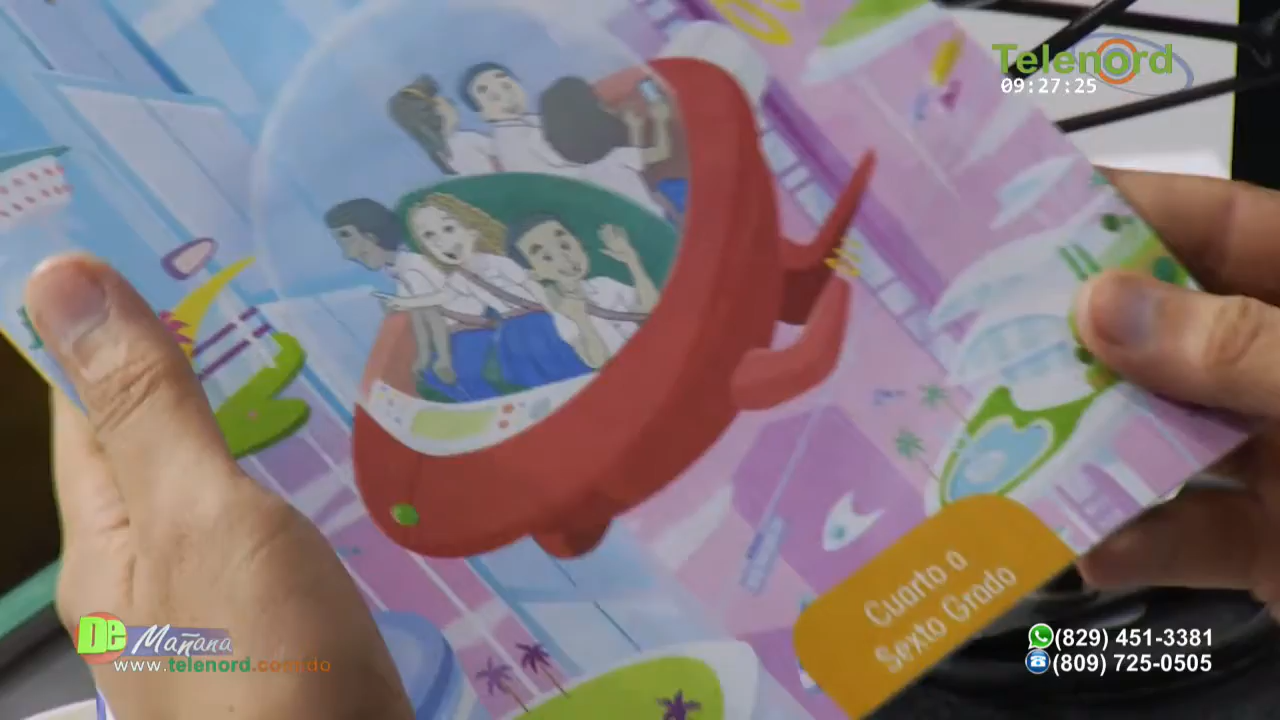 Telenord
09:27:25
Cuarto a
Sexto Grado
De Mañana
www.telenord.com.do
(829) 451-3381
(809) 725-0505